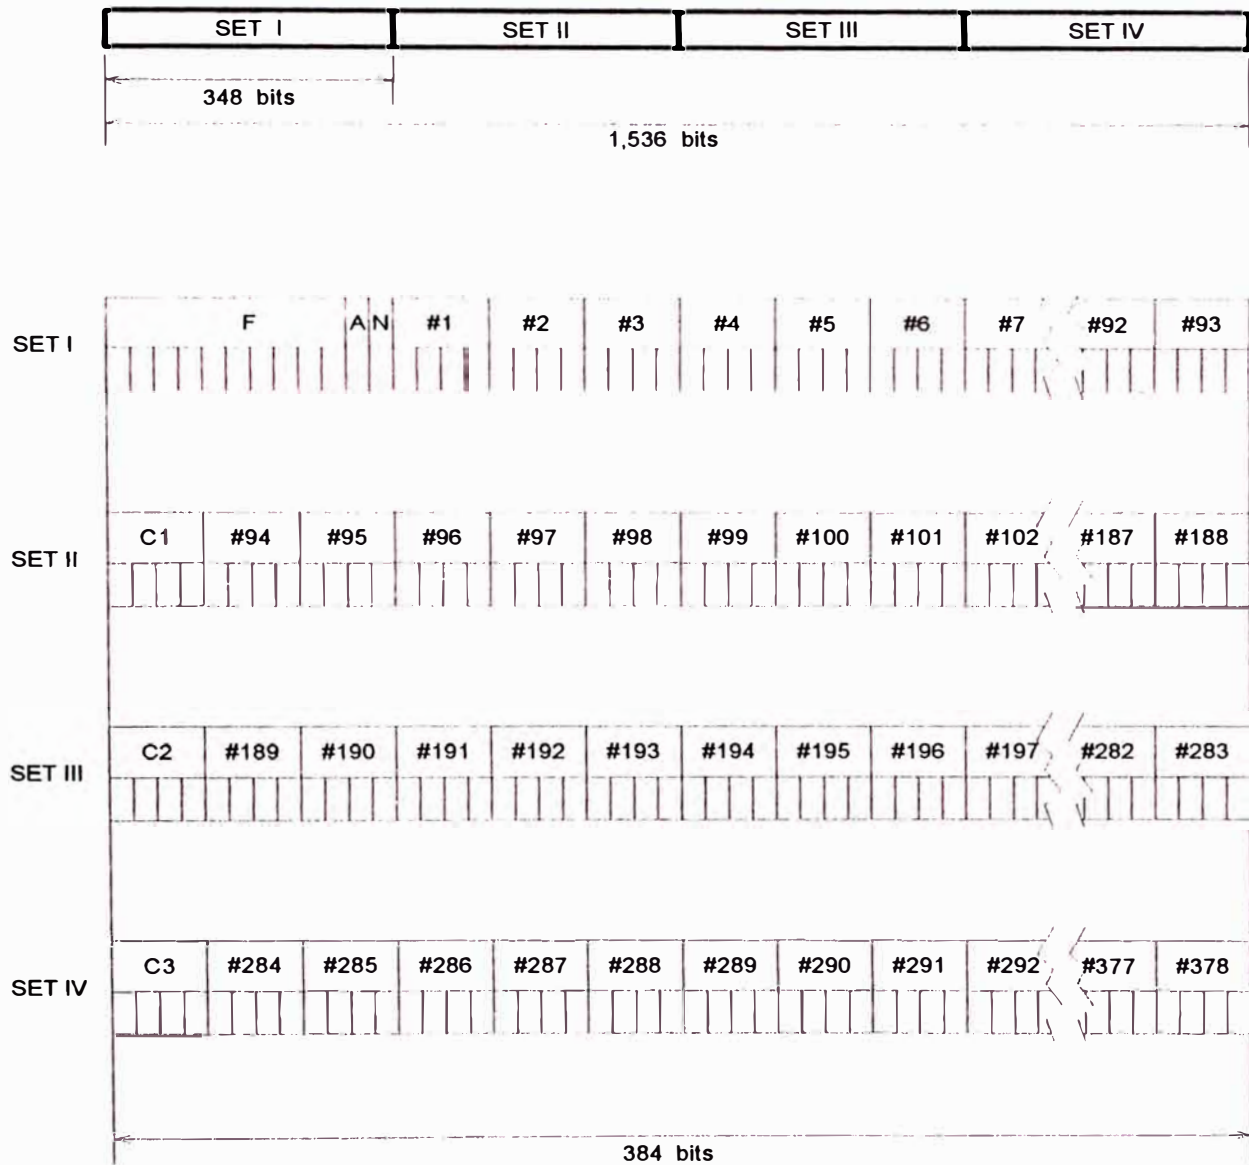 SET I SET II SET III SET IV
348 bits
1,536 bits
SET I F A N #1 #2 #3 #4 #5 #6 #7 #92 #93
SET II C1 #94 #95 #96 #97 #98 #99 #100 #101 #102 #187 #188
SET III C2 #189 #190 #191 #192 #193 #194 #195 #196 #197 #282 #283
SET IV C3 #284 #285 #286 #287 #288 #289 #290 #291 #292 #377 #378
384 bits